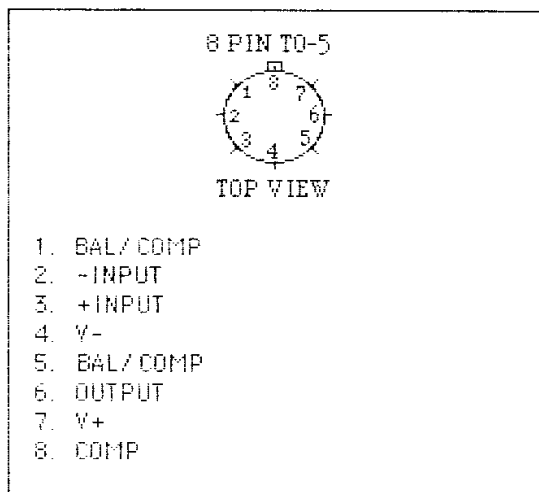 8 PIN TO-5
8
1 7
2 6
3 5
4
TOP VIEW
1. BAL/COMP
2. -INPUT
3. +INPUT
4. V-
5. BAL/COMP
6. OUTPUT
7. V+
8. COMP